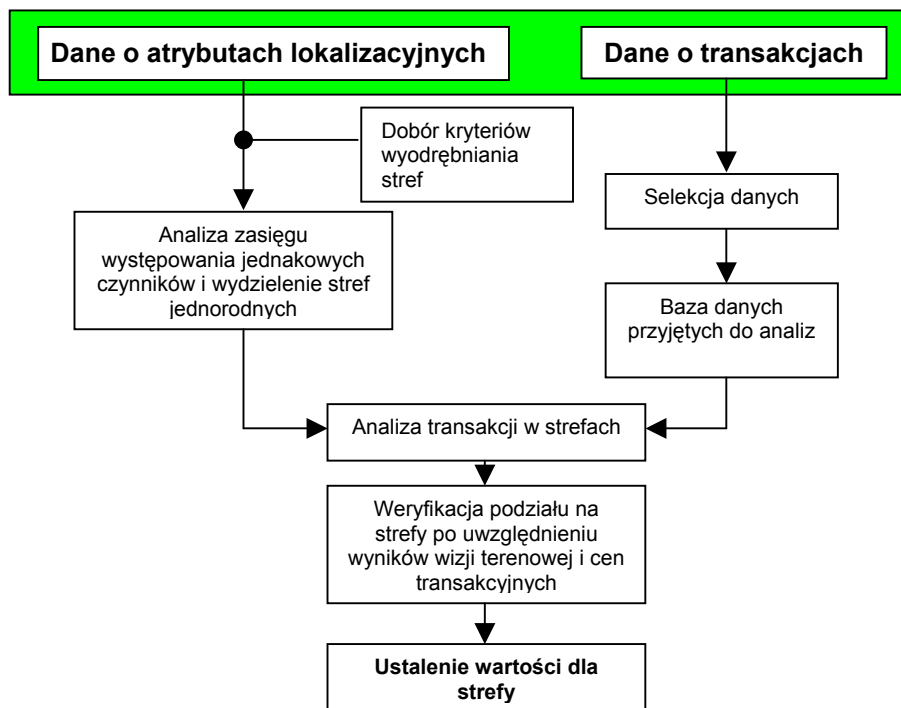 Dane o atrybutach lokalizacyjnych
Dane o transakcjach
Dobór kryteriów
wyodrębniania
stref
Selekcja danych
Analiza zasięgu
występowania jednakowych
czynników i wydzielenie stref
jednorodnych
Baza danych
przyjętych do analiz
Analiza transakcji w strefach
Weryfikacja podziału na
strefy po uwzględnieniu
wyników wizji terenowej i cen
transakcyjnych
Ustalenie wartości dla
strefy